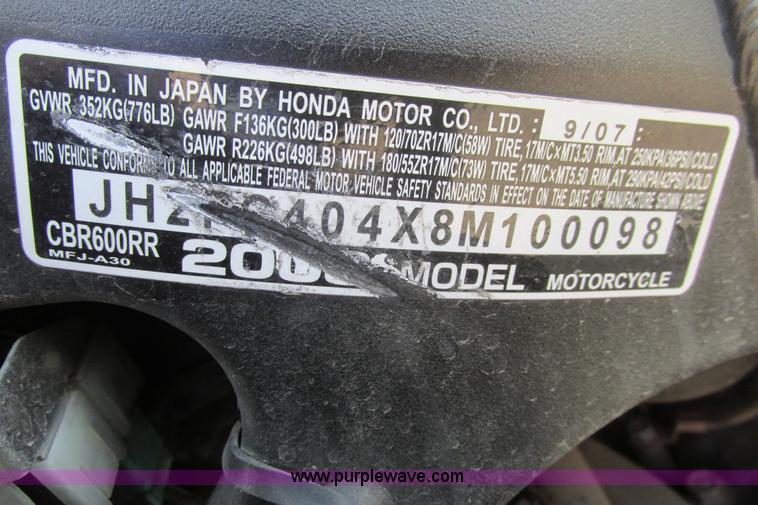 MFD. IN JAPAN BY HONDA MOTOR CO., LTD. : 9/07 :
GVWR 352KG(776LB) GAWR F136KG(300LB) WITH 120/70ZR17M/C(58W) TIRE, 17M/C×MT3.50 RIM, AT 250KPA(36PSI)/COLD
GAWR R226KG(498LB) WITH 180/55ZR17M/C(73W) TIRE, 17M/C×MT5.50 RIM, AT 290KPA(42PSI)/COLD
THIS VEHICLE CONFORMS TO ALL APPLICABLE FEDERAL MOTOR VEHICLE SAFETY STANDARDS IN EFFECT ON THE DATE OF MANUFACTURE SHOWN ABOVE
CBR600RR MODEL MOTORCYCLE
MFJ-A30
www.purplewave.com